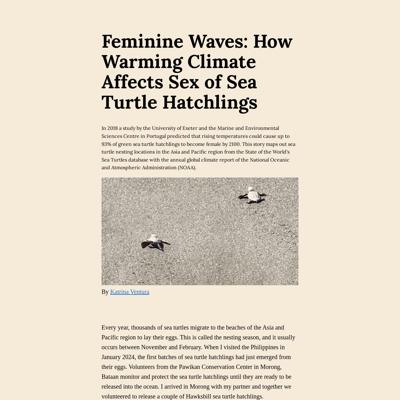 Feminine Waves: How
Warming Climate
Affects Sex of Sea
Turtle Hatchlings
In 2018 a study by the University of Exeter and the Marine and Environmental
Sciences Centre in Portugal predicted that rising temperatures could cause up to
93% of green sea turtle hatchlings to become female by 2100. This story maps out sea
turtle nesting locations in the Asia and Pacific region from the State of the World's
Sea Turtles database with the annual global climate report of the National Oceanic
and Atmospheric Administration (NOAA).
By Katrina Ventura
Every year, thousands of sea turtles migrate to the beaches of the Asia and
Pacific region to lay their eggs. This is called the nesting season, and it usually
occurs between November and February. When I visited the Philippines in
January 2024, the first batches of sea turtle hatchlings had just emerged from
their eggs. Volunteers from the Pawikan Conservation Center in Morong,
Bataan monitor and protect the sea turtle hatchlings until they are ready to be
released into the ocean. I arrived in Morong with my partner and together we
volunteered to release a couple of Hawksbill sea turtle hatchlings.